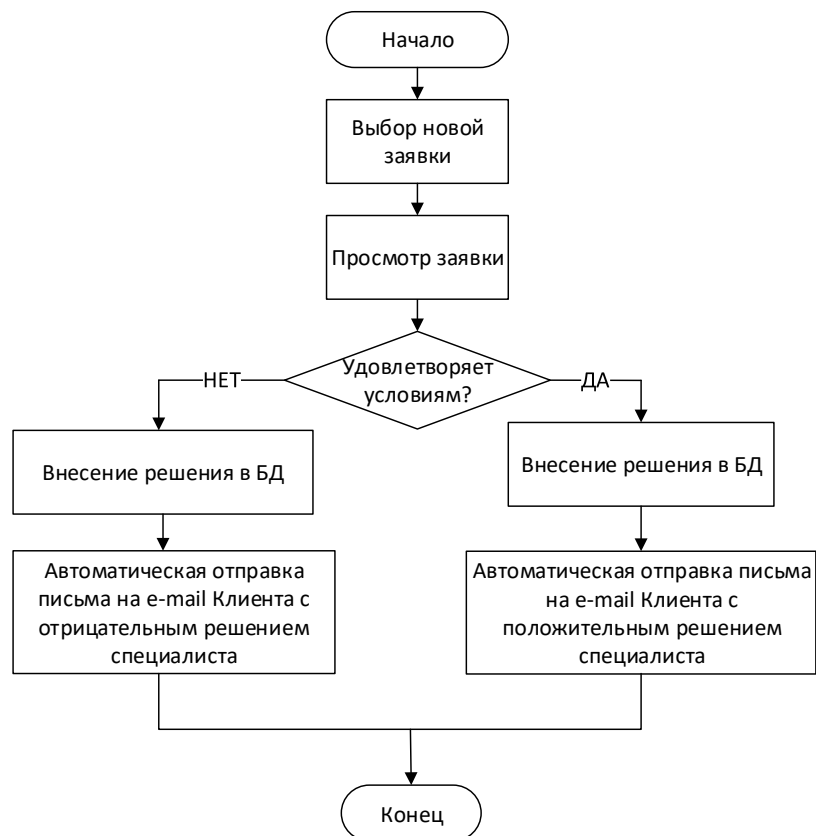 Начало
Выбор новой
заявки
Просмотр заявки
Удовлетворяет
условиям?
НЕТ
ДА
Внесение решения в БД
Внесение решения в БД
Автоматическая отправка
письма на e-mail Клиента с
отрицательным решением
специалиста
Автоматическая отправка письма
на e-mail Клиента с
положительным решением
специалиста
Конец